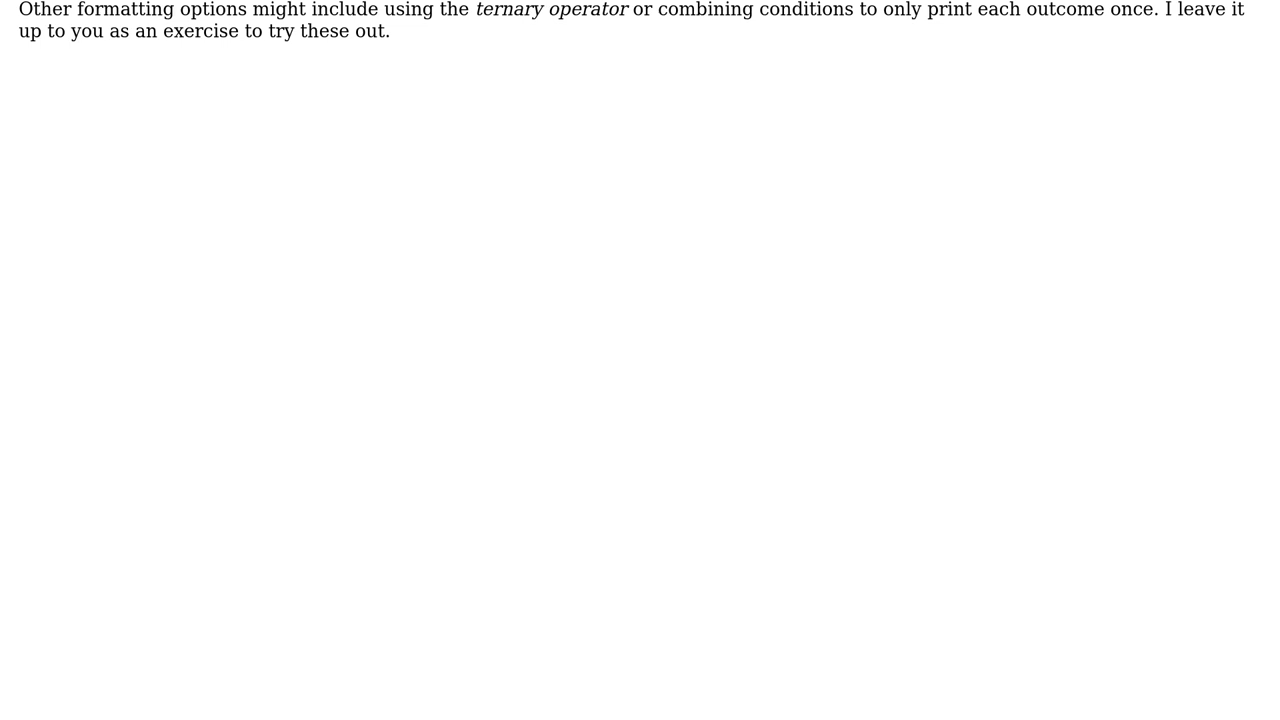 Other formatting options might include using the ternary operator or combining conditions to only print each outcome once. I leave it
up to you as an exercise to try these out.